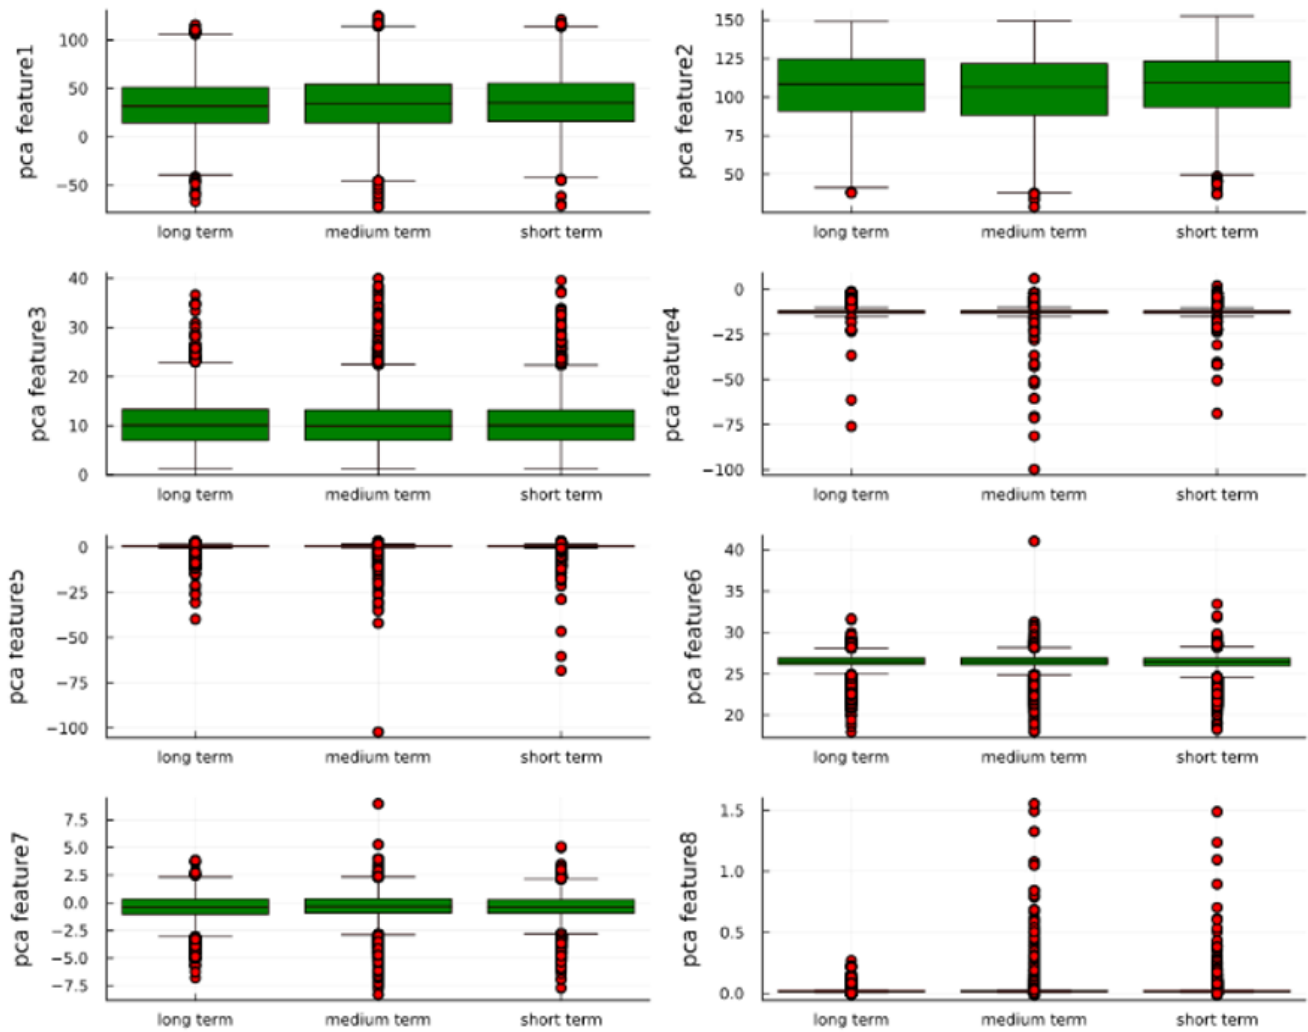 pca feature1
100
50
0
−50
long term medium term short term
pca feature2
150
125
100
75
50
long term medium term short term
pca feature3
40
30
20
10
0
long term medium term short term
pca feature4
0
−25
−50
−75
−100
long term medium term short term
pca feature5
0
−25
−50
−75
−100
long term medium term short term
pca feature6
40
35
30
25
20
long term medium term short term
pca feature7
7.5
5.0
2.5
0.0
−2.5
−5.0
−7.5
long term medium term short term
pca feature8
1.5
1.0
0.5
0.0
long term medium term short term